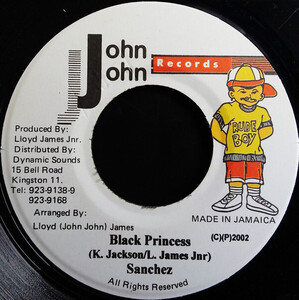 John
John
Records
RUDE
BOY
Produced By:
Lloyd James Jnr.
Distributed By:
Dynamic Sounds
15 Bell Road
Kingston 11.
Tel: 923-9138-9
923-9168
MADE IN JAMAICA
Arranged By:
(C)(P)2002
Lloyd (John John) James
Black Princess
(K. Jackson/L. James Jnr)
Sanchez
All Rights Reserved